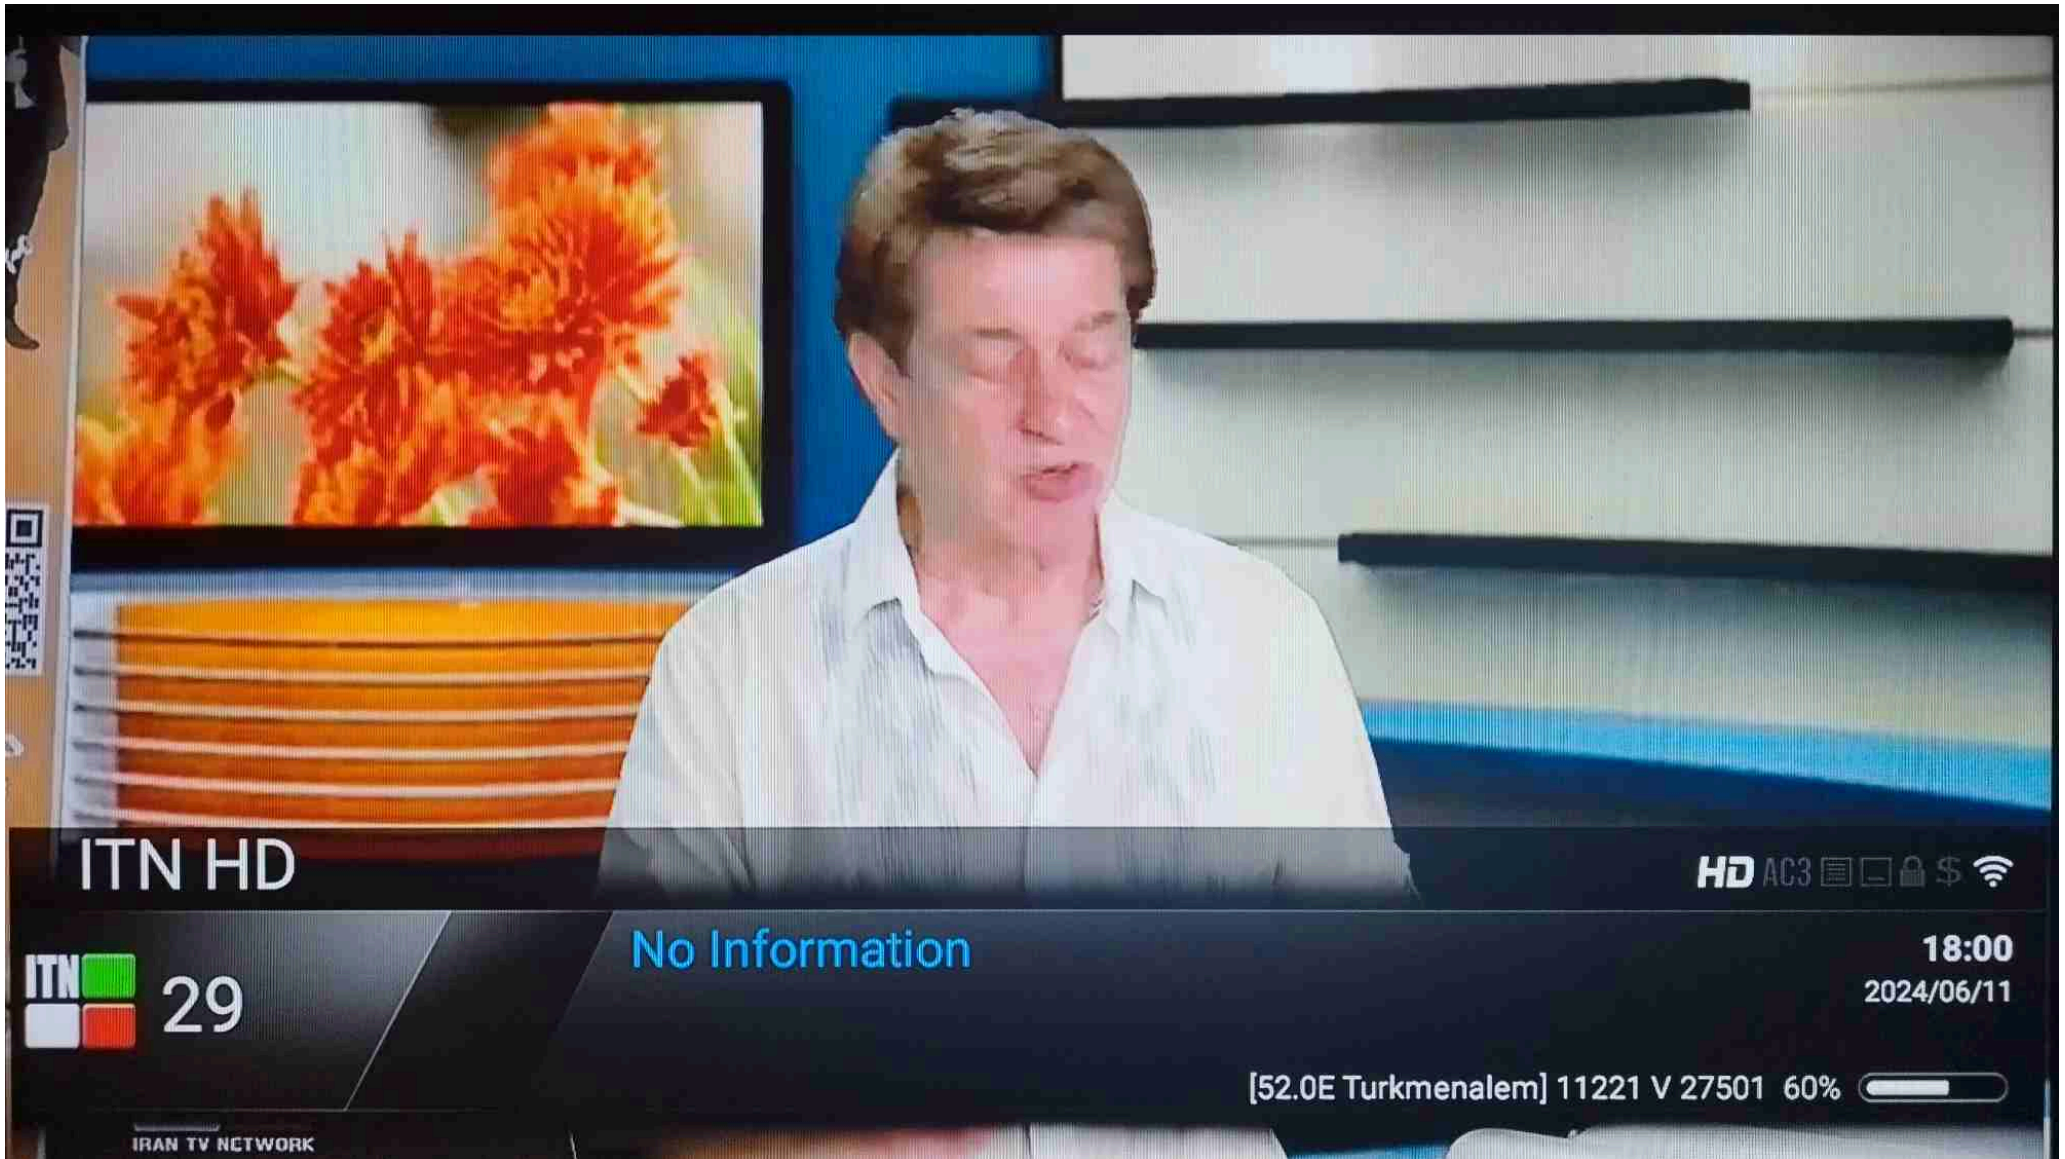 ITN HD
HD AC3 $
ITN
29
No Information
18:00
2024/06/11
[52.0E Turkmenalem] 11221 V 27501 60%
IRAN TV NETWORK